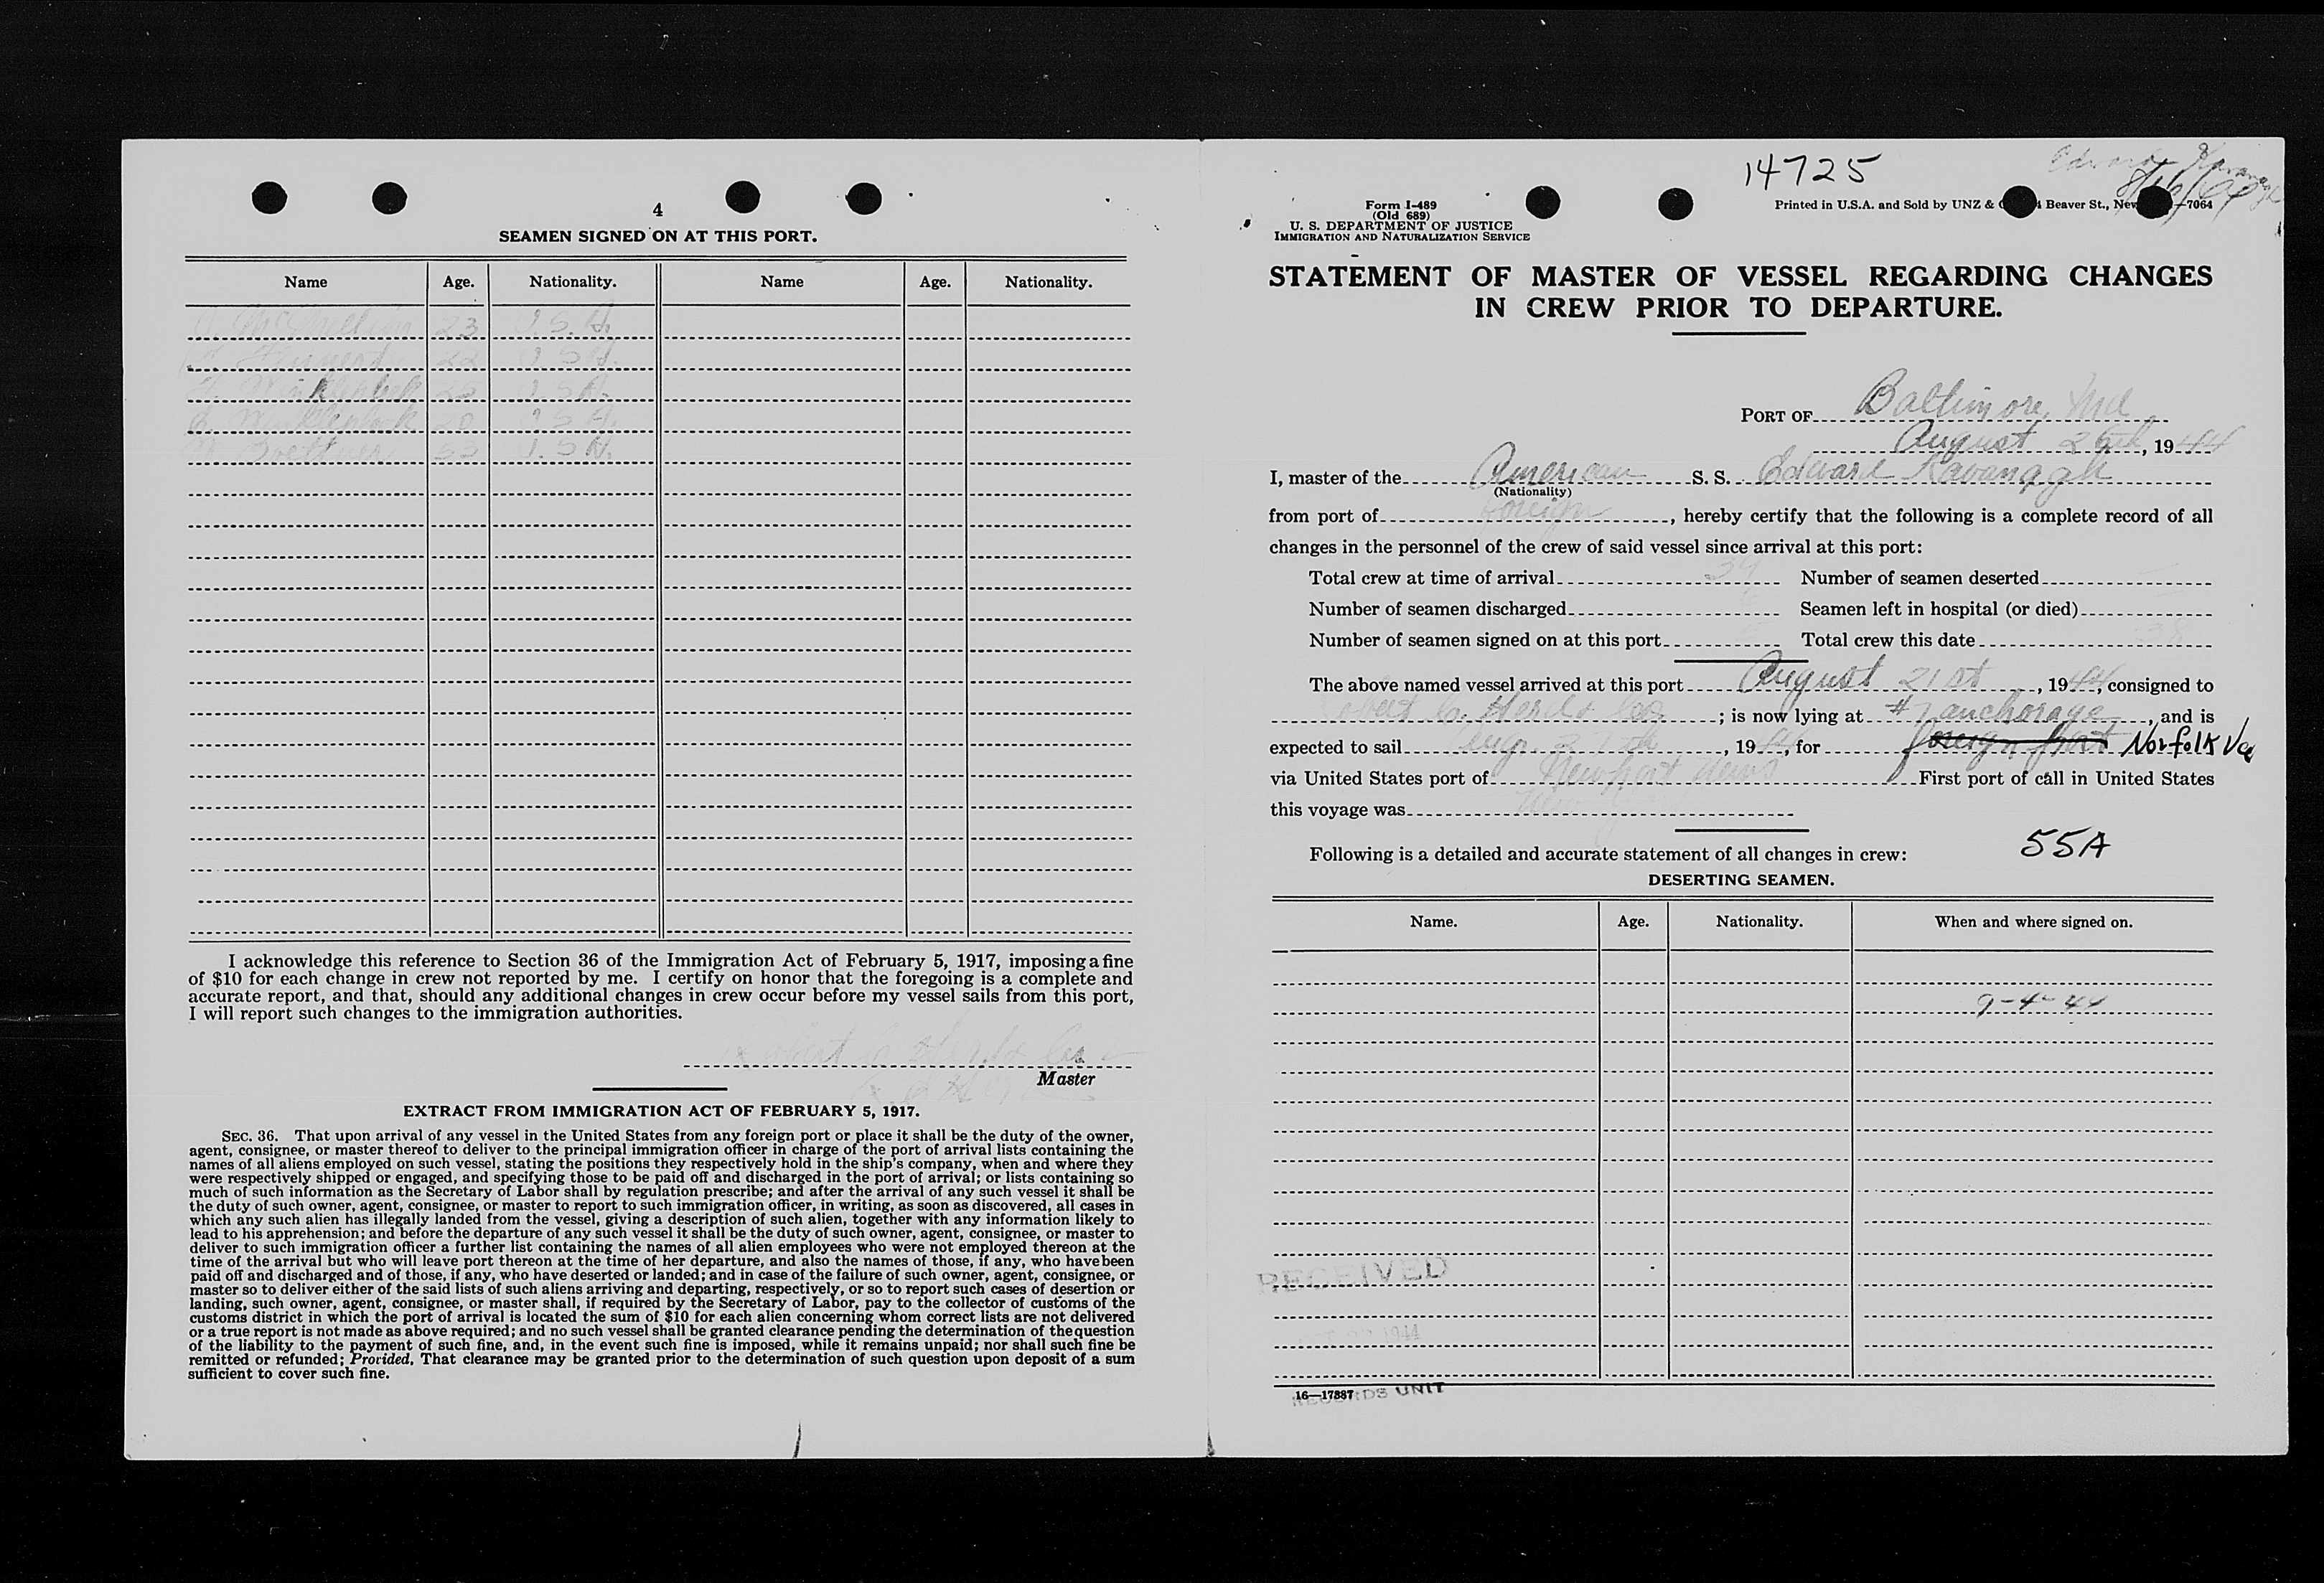 4
SEAMEN SIGNED ON AT THIS PORT.
Name Age. Nationality. Name Age. Nationality.
23
I acknowledge this reference to Section 36 of the Immigration Act of February 5, 1917, imposing a fine
of $10 for each change in crew not reported by me. I certify on honor that the foregoing is a complete and
accurate report, and that, should any additional changes in crew occur before my vessel sails from this port,
I will report such changes to the immigration authorities.
Master
EXTRACT FROM IMMIGRATION ACT OF FEBRUARY 5, 1917.
SEC. 36. That upon arrival of any vessel in the United States from any foreign port or place it shall be the duty of the owner,
agent, consignee, or master thereof to deliver to the principal immigration officer in charge of the port of arrival lists containing the
names of all aliens employed on such vessel, stating the positions they respectively hold in the ship's company, when and where they
were respectively shipped or engaged, and specifying those to be paid off and discharged in the port of arrival; or lists containing so
much of such information as the Secretary of Labor shall by regulation prescribe; and after the arrival of any such vessel it shall be
the duty of such owner, agent, consignee, or master to report to such immigration officer, in writing, as soon as discovered, all cases in
which any such alien has illegally landed from the vessel, giving a description of such alien, together with any information likely to
lead to his apprehension; and before the departure of any such vessel it shall be the duty of such owner, agent, consignee, or master to
deliver to such immigration officer a further list containing the names of all alien employees who were not employed thereon at the
time of the arrival but who will leave port thereon at the time of her departure, and also the names of those, if any, who have been
paid off and discharged and of those, if any, who have deserted or landed; and in case of the failure of such owner, agent, consignee, or
master so to deliver either of the said lists of such aliens arriving and departing, respectively, or so to report such cases of desertion or
landing, such owner, agent, consignee, or master shall, if required by the Secretary of Labor, pay to the collector of customs of the
customs district in which the port of arrival is located the sum of $10 for each alien concerning whom correct lists are not delivered
or a true report is not made as above required; and no such vessel shall be granted clearance pending the determination of the question
of the liability to the payment of such fine, and, in the event such fine is imposed, while it remains unpaid; nor shall such fine be
remitted or refunded; Provided, That clearance may be granted prior to the determination of such question upon deposit of a sum
sufficient to cover such fine.
14725
Edward Kavanagh
Form I-489
(Old 689)
U. S. DEPARTMENT OF JUSTICE
IMMIGRATION AND NATURALIZATION SERVICE
Printed in U.S.A. and Sold by UNZ & Beaver St., New —7064
STATEMENT OF MASTER OF VESSEL REGARDING CHANGES
IN CREW PRIOR TO DEPARTURE.
PORT OF Baltimore, Md
August 26th, 1944
I, master of the American S. S. Edward Kavanagh
(Nationality)
from port of foreign, hereby certify that the following is a complete record of all
changes in the personnel of the crew of said vessel since arrival at this port:
Total crew at time of arrival 39 Number of seamen deserted
Number of seamen discharged Seamen left in hospital (or died)
Number of seamen signed on at this port Total crew this date 38
The above named vessel arrived at this port August 21st, 1944, consigned to
; is now lying at #7 anchorage, and is
expected to sail Aug. 27th, 1944, for foreign port Norfolk Va
via United States port of Newport News First port of call in United States
this voyage was
Following is a detailed and accurate statement of all changes in crew: 55A
DESERTING SEAMEN.
Name. Age. Nationality. When and where signed on.
9-4-44
RECEIVED
1944
16—17887
RECORDS UNIT